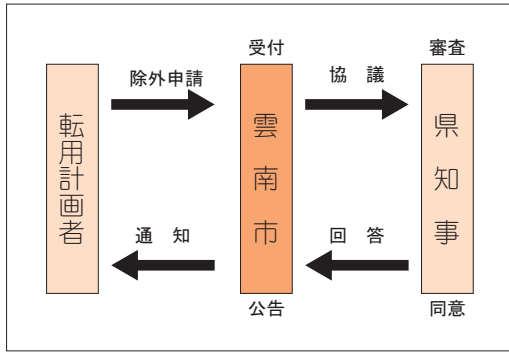 受付
審査
除外申請
協 議
転用計画者
雲南市
県知事
通 知
回 答
公告
同意